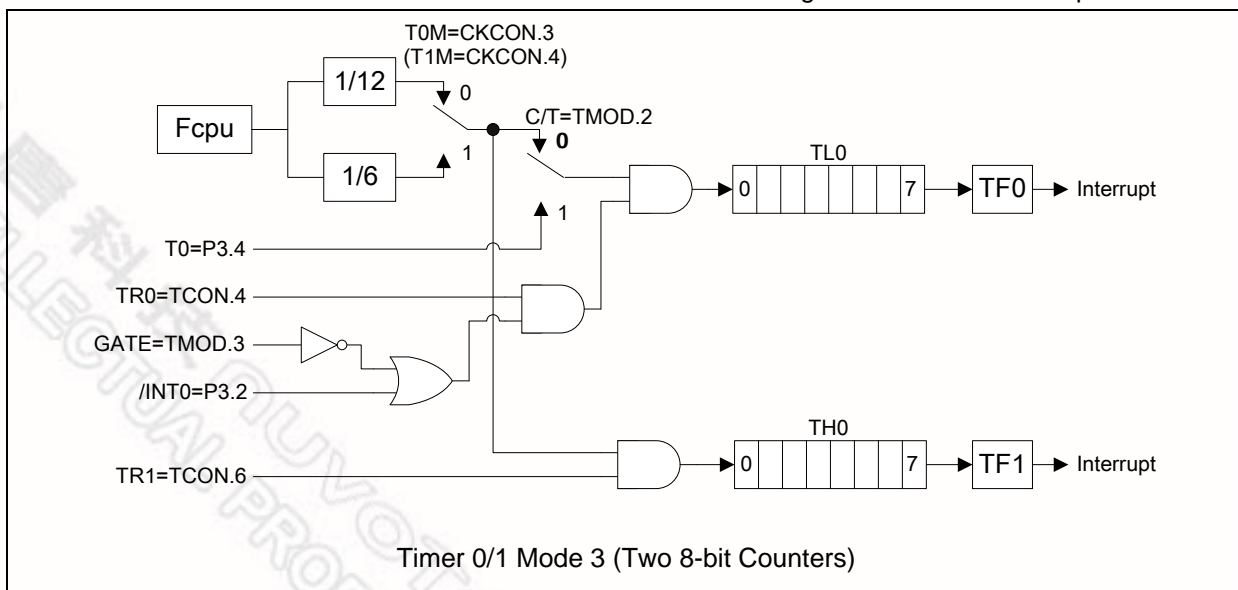 T0M=CKCON.3
(T1M=CKCON.4)
1/12
0
Fcpu
C/T=TMOD.2
0
1
1/6
TL0
0
7
TF0
Interrupt
1
T0=P3.4
TR0=TCON.4
GATE=TMOD.3
/INT0=P3.2
TH0
0
7
TF1
Interrupt
TR1=TCON.6
Timer 0/1 Mode 3 (Two 8-bit Counters)